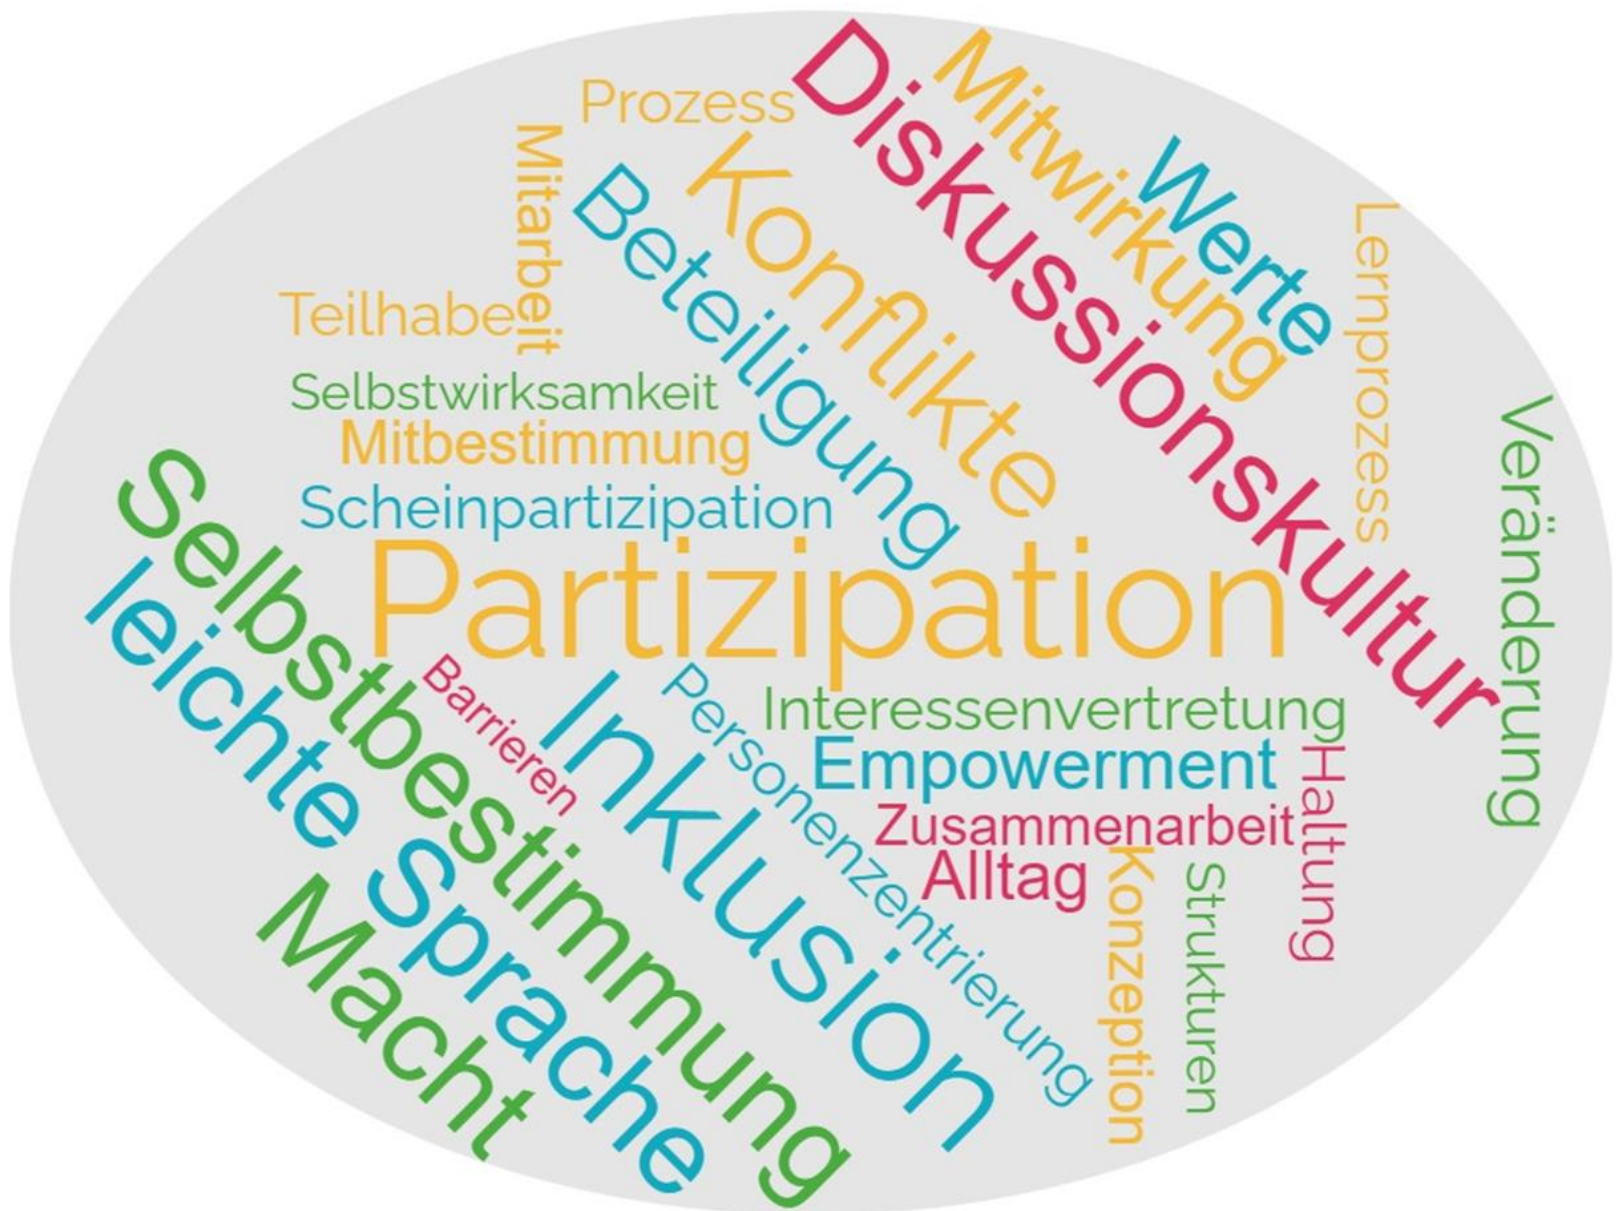 Prozess
Diskussionskultur
Mitwirkung
Werte
Mitarbeit
Konflikte
Beteiligung
Lernprozess
Teilhabe
Selbstwirksamkeit
Mitbestimmung
Scheinpartizipation
Veränderung
Partizipation
Selbstbestimmung
leichte Sprache
Barrieren
Inklusion
Personenzentrierung
Interessenvertretung
Empowerment
Haltung
Zusammenarbeit
Alltag
Konzeption
Strukturen
Macht